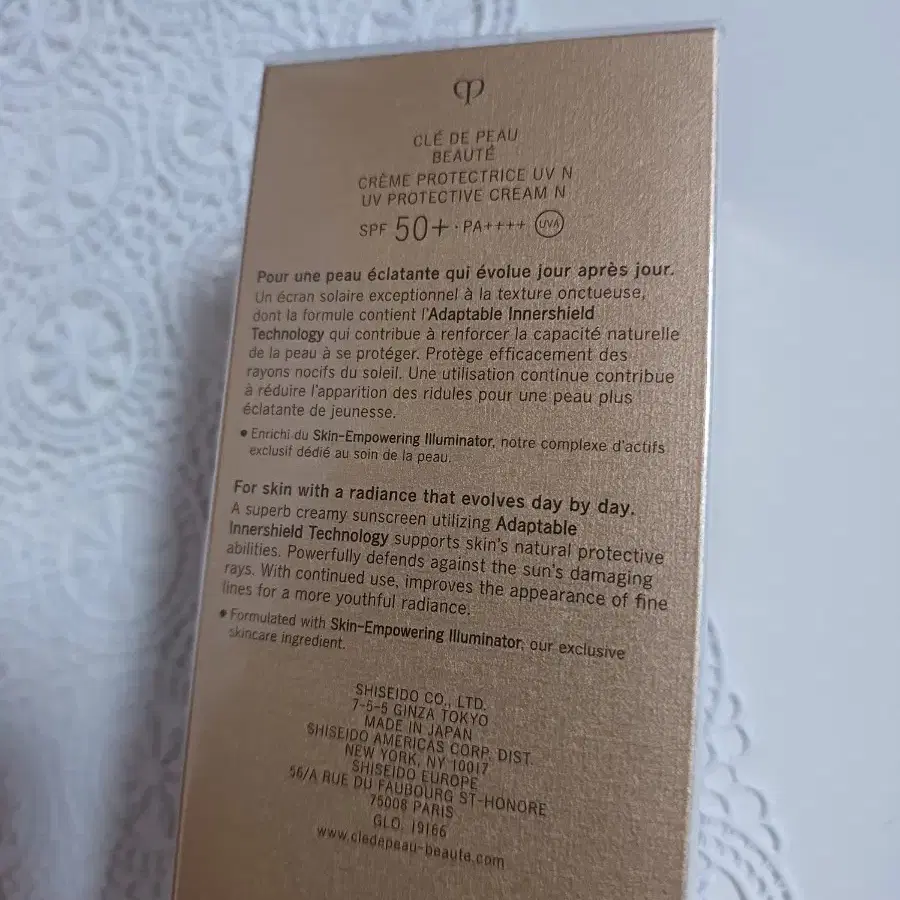 CLÉ DE PEAU
BEAUTÉ
CRÈME PROTECTRICE UV N
UV PROTECTIVE CREAM N
SPF 50+ · PA++++ UVA
Pour une peau éclatante qui évolue jour après jour.
Un écran solaire exceptionnel à la texture onctueuse,
dont la formule contient l'Adaptable Innershield
Technology qui contribue à renforcer la capacité naturelle
de la peau à se protéger. Protège efficacement des
rayons nocifs du soleil. Une utilisation continue contribue
à réduire l'apparition des ridules pour une peau plus
éclatante de jeunesse.
• Enrichi du Skin-Empowering Illuminator, notre complexe d'actifs
exclusif dédié au soin de la peau.
For skin with a radiance that evolves day by day.
A superb creamy sunscreen utilizing Adaptable
Innershield Technology supports skin's natural protective
abilities. Powerfully defends against the sun's damaging
rays. With continued use, improves the appearance of fine
lines for a more youthful radiance.
• Formulated with Skin-Empowering Illuminator, our exclusive
skincare ingredient.
SHISEIDO CO., LTD.
7-5-5 GINZA TOKYO
MADE IN JAPAN
SHISEIDO AMERICAS CORP. DIST.
NEW YORK, NY 10017
SHISEIDO EUROPE
56/A RUE DU FAUBOURG ST-HONORE
75008 PARIS
GLO. 19166
www.cledepeau-beaute.com